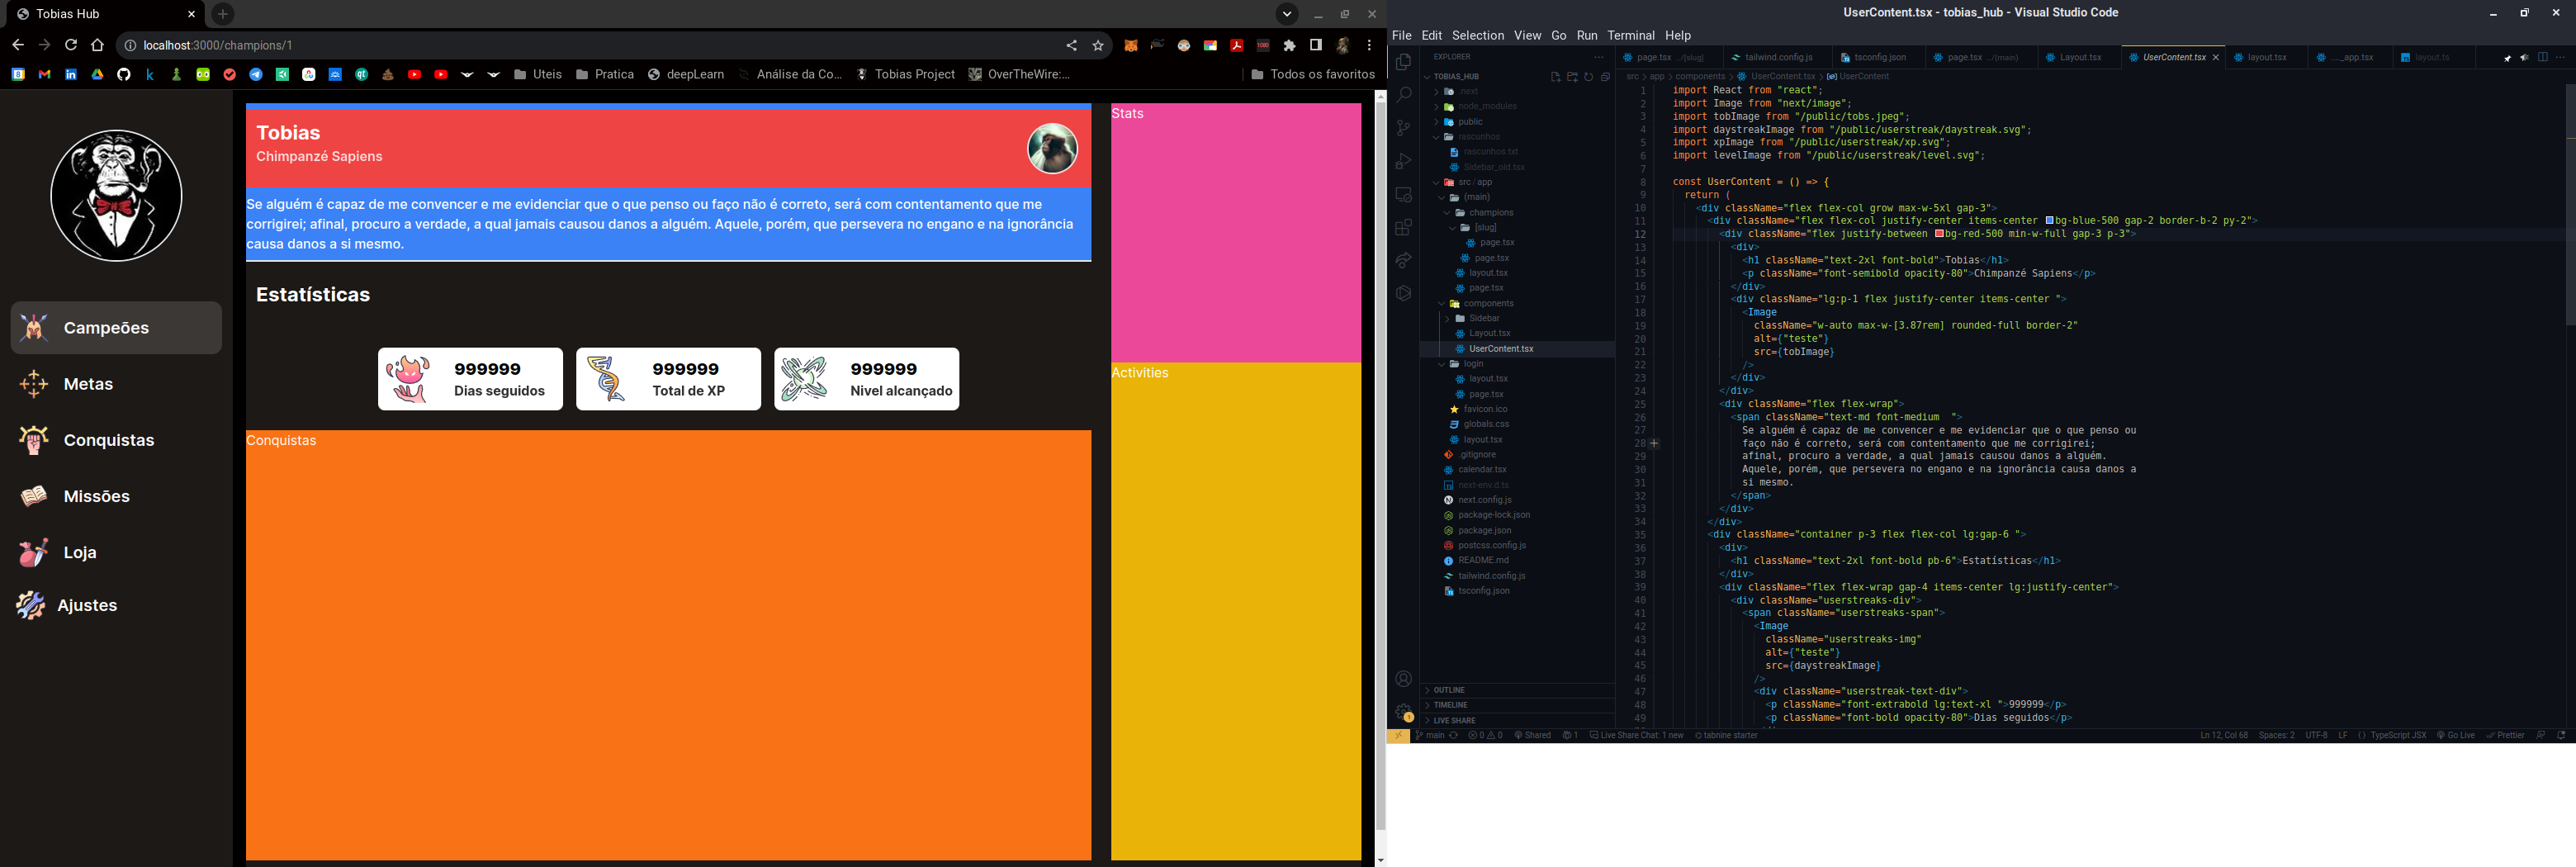 Tobias Hub
localhost:3000/champions/1
Uteis
Pratica
deepLearn
Análise da Co...
Tobias Project
OverTheWire:...
Todos os favoritos
Campeões
Metas
Conquistas
Missões
Loja
Ajustes
Tobias
Chimpanzé Sapiens
Se alguém é capaz de me convencer e me evidenciar que o que penso ou faço não é correto, será com contentamento que me
corrigirei; afinal, procuro a verdade, a qual jamais causou danos a alguém. Aquele, porém, que persevera no engano e na ignorância
causa danos a si mesmo.
Estatísticas
999999
Dias seguidos
999999
Total de XP
999999
Nivel alcançado
Conquistas
Stats
Activities
UserContent.tsx - tobias_hub - Visual Studio Code
File Edit Selection View Go Run Terminal Help
EXPLORER
TOBIAS_HUB
.next
node_modules
public
rascunhos
rascunhos.txt
Sidebar_old.tsx
src / app
(main)
champions
[slug]
page.tsx
page.tsx
layout.tsx
page.tsx
components
Sidebar
Layout.tsx
UserContent.tsx
login
layout.tsx
page.tsx
favicon.ico
globals.css
layout.tsx
.gitignore
calendar.tsx
next-env.d.ts
next.config.js
package-lock.json
package.json
postcss.config.js
README.md
tailwind.config.js
tsconfig.json
OUTLINE
TIMELINE
LIVE SHARE
page.tsx .../[slug]
tailwind.config.js
tsconfig.json
page.tsx .../(main)
Layout.tsx
UserContent.tsx
layout.tsx
_app.tsx
layout.ts
src > app > components > UserContent.tsx > UserContent
1 import React from "react";
2 import Image from "next/image";
3 import tobImage from "/public/tobs.jpeg";
4 import daystreakImage from "/public/userstreak/daystreak.svg";
5 import xpImage from "/public/userstreak/xp.svg";
6 import levelImage from "/public/userstreak/level.svg";
7
8 const UserContent = () => {
9 return (
10 <div className="flex flex-col grow max-w-5xl gap-3">
11 <div className="flex flex-col justify-center items-center bg-blue-500 gap-2 border-b-2 py-2">
12 <div className="flex justify-between bg-red-500 min-w-full gap-3 p-3">
13 <div>
14 <h1 className="text-2xl font-bold">Tobias</h1>
15 <p className="font-semibold opacity-80">Chimpanzé Sapiens</p>
16 </div>
17 <div className="lg:p-1 flex justify-center items-center ">
18 <Image
19 className="w-auto max-w-[3.87rem] rounded-full border-2"
20 alt={"teste"}
21 src={tobImage}
22 />
23 </div>
24 </div>
25 <div className="flex flex-wrap">
26 <span className="text-md font-medium  ">
27 Se alguém é capaz de me convencer e me evidenciar que o que penso ou
28 faço não é correto, será com contentamento que me corrigirei;
29 afinal, procuro a verdade, a qual jamais causou danos a alguém.
30 Aquele, porém, que persevera no engano e na ignorância causa danos a
31 si mesmo.
32 </span>
33 </div>
34 </div>
35 <div className="container p-3 flex flex-col lg:gap-6 ">
36 <div>
37 <h1 className="text-2xl font-bold pb-6">Estatísticas</h1>
38 </div>
39 <div className="flex flex-wrap gap-4 items-center lg:justify-center">
40 <div className="userstreaks-div">
41 <span className="userstreaks-span">
42 <Image
43 className="userstreaks-img"
44 alt={"teste"}
45 src={daystreakImage}
46 />
47 <div className="userstreak-text-div">
48 <p className="font-extrabold lg:text-xl ">999999</p>
49 <p className="font-bold opacity-80">Dias seguidos</p>
main 0 0 Shared 1 Live Share Chat: 1 new tabnine starter
Ln 12, Col 68 Spaces: 2 UTF-8 LF TypeScript JSX Go Live Prettier